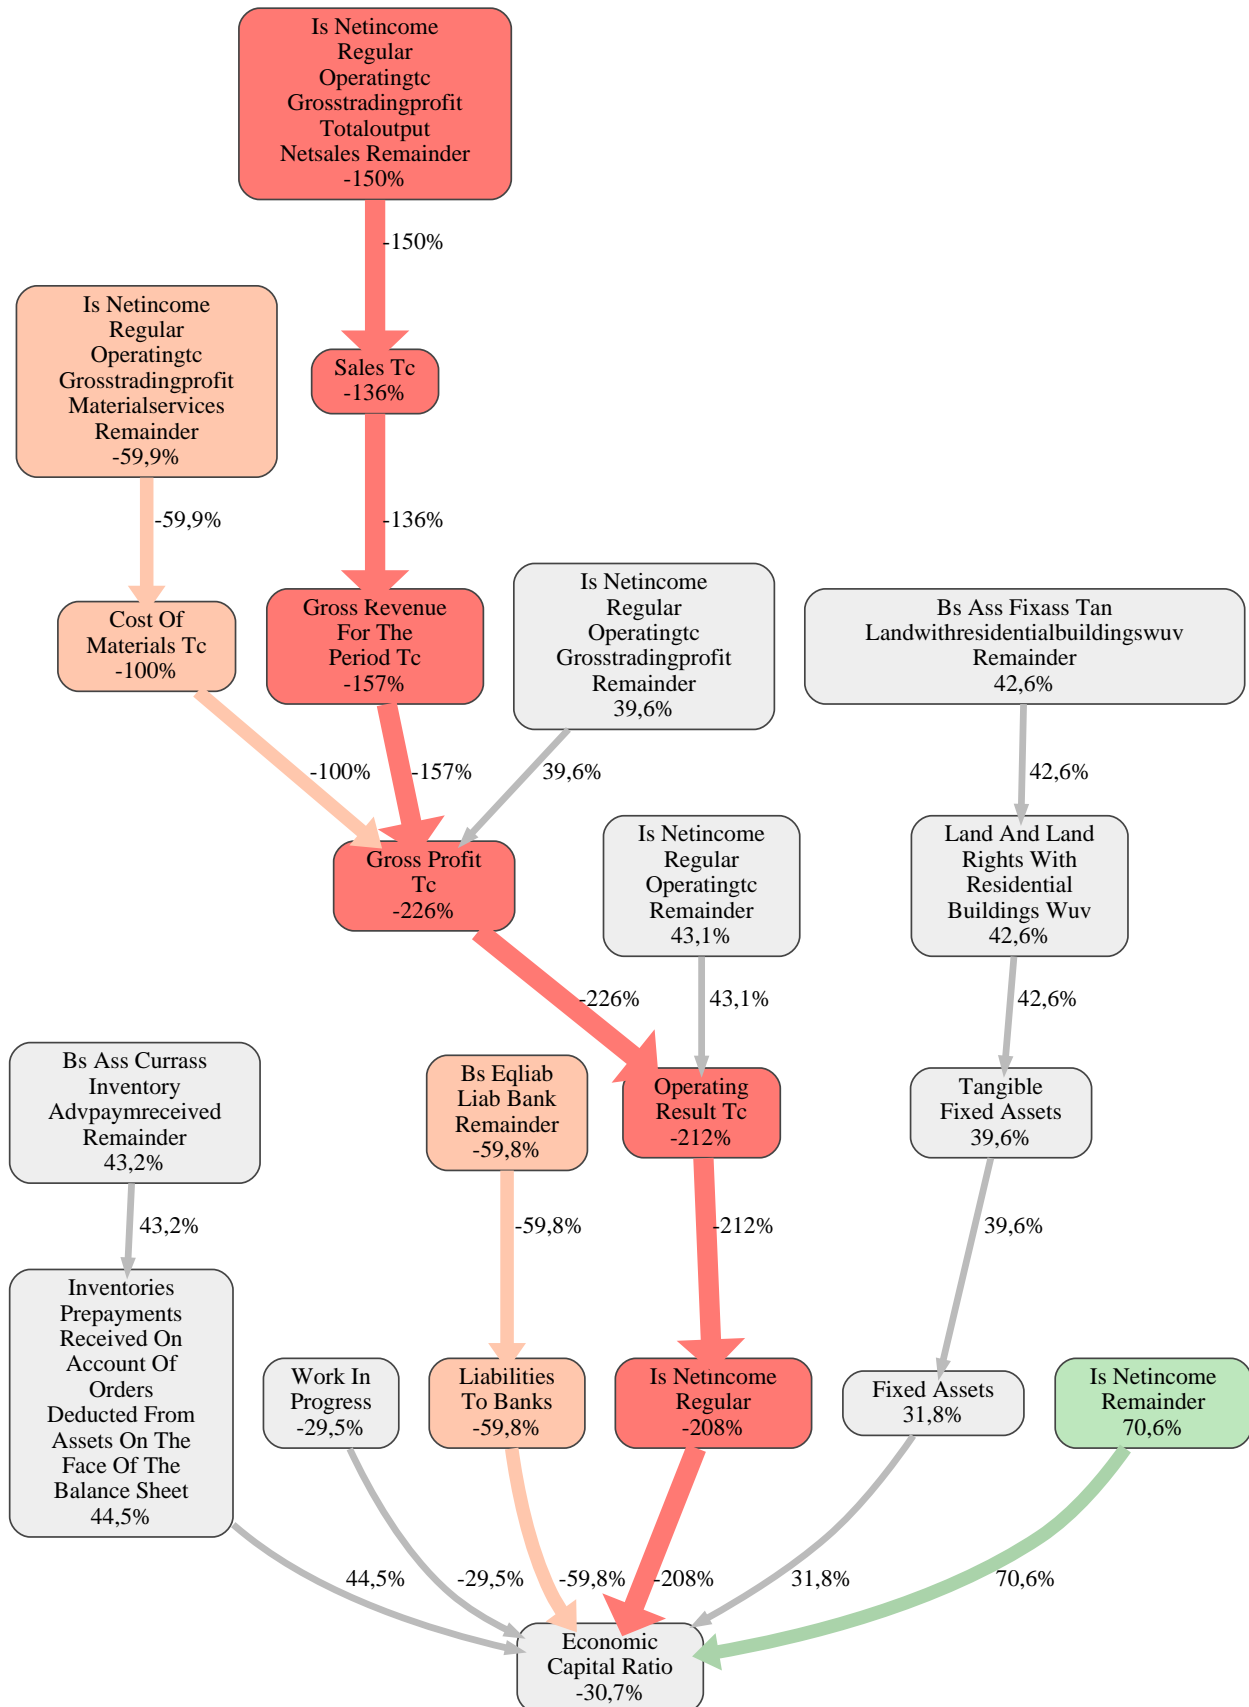 Is Netincome
Regular
Operatingtc
Grosstradingprofit
Totaloutput
Netsales Remainder
-150%
-150%
Is Netincome
Regular
Operatingtc
Grosstradingprofit
Materialservices
Remainder
-59,9%
Sales Tc
-136%
-59,9%
-136%
Cost Of
Materials Tc
-100%
Gross Revenue
For The
Period Tc
-157%
Is Netincome
Regular
Operatingtc
Grosstradingprofit
Remainder
39,6%
Bs Ass Fixass Tan
Landwithresidentialbuildingswuv
Remainder
42,6%
-100%
-157%
39,6%
42,6%
Gross Profit
Tc
-226%
Is Netincome
Regular
Operatingtc
Remainder
43,1%
Land And Land
Rights With
Residential
Buildings Wuv
42,6%
-226%
43,1%
42,6%
Bs Ass Currass
Inventory
Advpaymreceived
Remainder
43,2%
Bs Eqliab
Liab Bank
Remainder
-59,8%
Operating
Result Tc
-212%
Tangible
Fixed Assets
39,6%
43,2%
-59,8%
-212%
39,6%
Inventories
Prepayments
Received On
Account Of
Orders
Deducted From
Assets On The
Face Of The
Balance Sheet
44,5%
Work In
Progress
-29,5%
Liabilities
To Banks
-59,8%
Is Netincome
Regular
-208%
Fixed Assets
31,8%
Is Netincome
Remainder
70,6%
44,5%
-29,5%
-59,8%
-208%
31,8%
70,6%
Economic
Capital Ratio
-30,7%